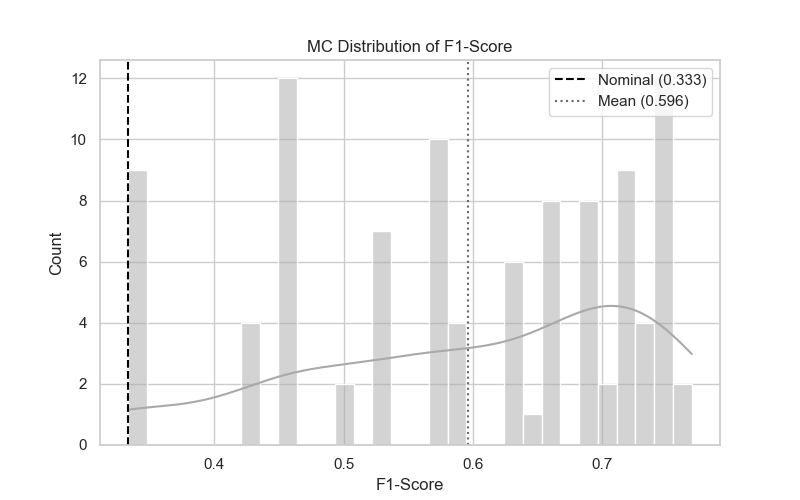 MC Distribution of F1-Score
Nominal (0.333)
Mean (0.596)
12
10
8
6
4
2
0
Count
0.4 0.5 0.6 0.7
F1-Score